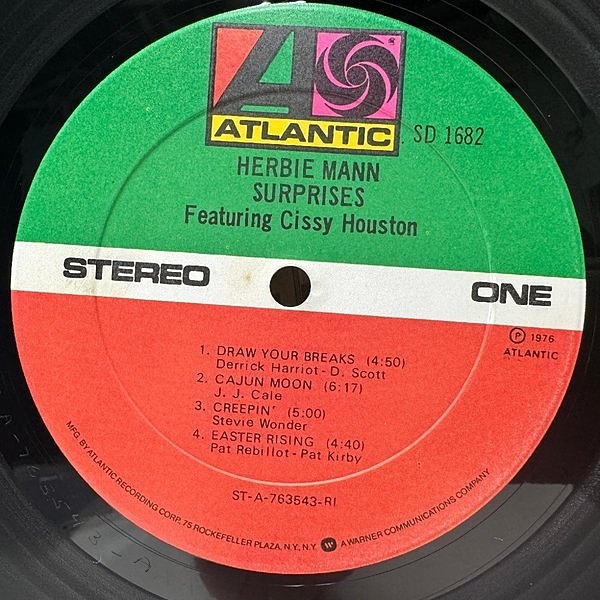 ATLANTIC
SD 1682
HERBIE MANN
SURPRISES
Featuring Cissy Houston
STEREO
ONE
Ⓟ 1976
ATLANTIC
1. DRAW YOUR BREAKS (4:50)
Derrick Harriot - D. Scott
2. CAJUN MOON (6:17)
J. J. Cale
3. CREEPIN' (5:00)
Stevie Wonder
4. EASTER RISING (4:40)
Pat Rebillot - Pat Kirby
ST-A-763543-RI
MFG. BY ATLANTIC RECORDING CORP. 75 ROCKEFELLER PLAZA, N.Y., N.Y. A WARNER COMMUNICATIONS COMPANY